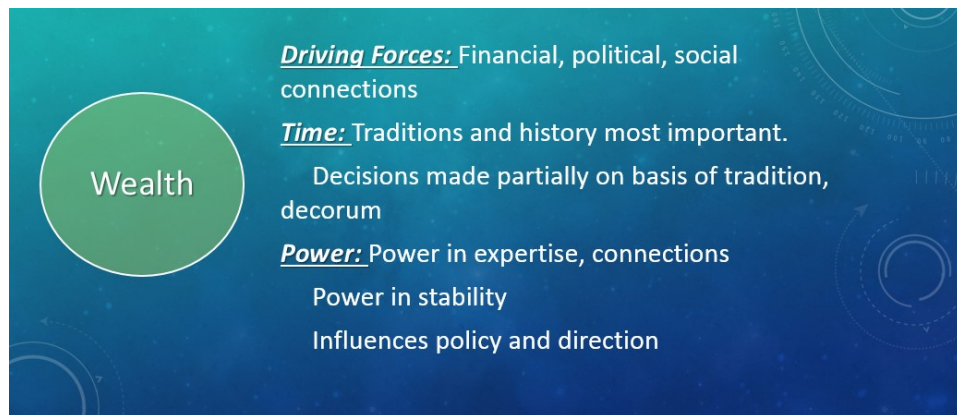 Wealth
Driving Forces: Financial, political, social
connections
Time: Traditions and history most important.
Decisions made partially on basis of tradition,
decorum
Power: Power in expertise, connections
Power in stability
Influences policy and direction